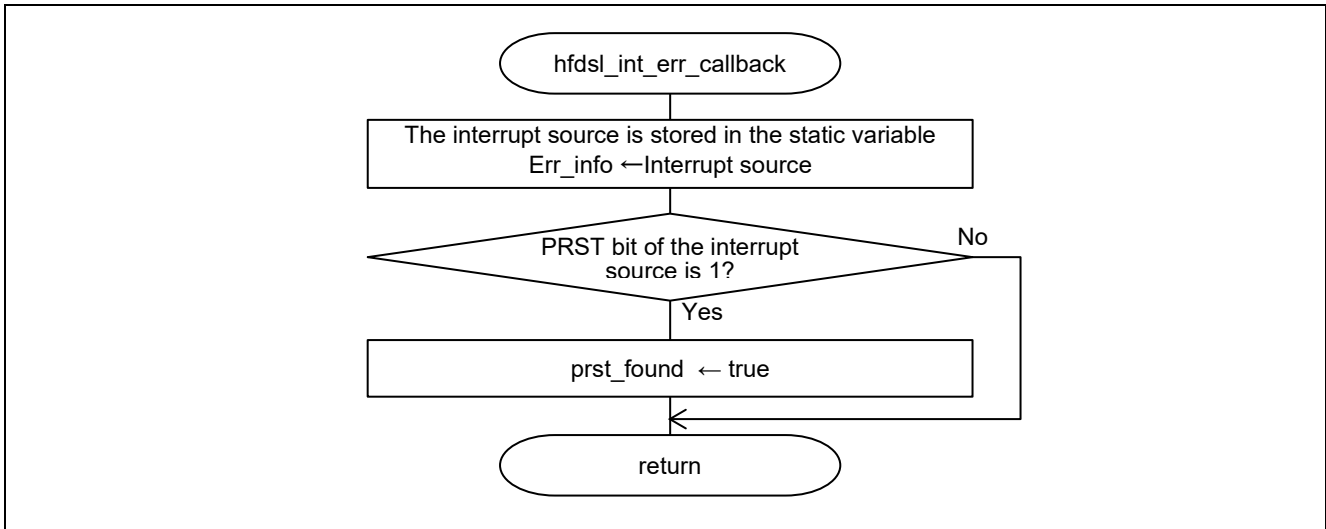 hfdsl_int_err_callback
The interrupt source is stored in the static variable
Err_info ←Interrupt source
PRST bit of the interrupt
source is 1?
No
Yes
prst_found ← true
return